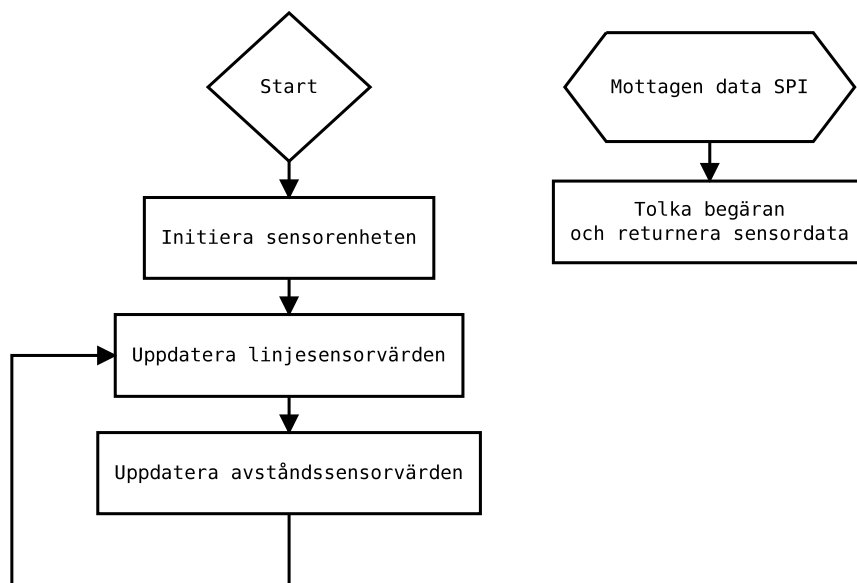 Start
Initiera sensorenheten
Uppdatera linjesensorvärden
Uppdatera avståndssensorvärden
Mottagen data SPI
Tolka begäran
och returnera sensordata